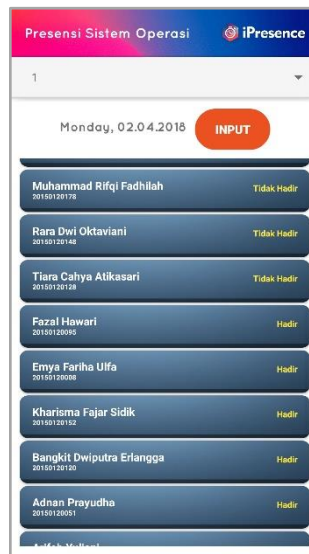 Presensi Sistem Operasi
iPresence
1
Monday, 02.04.2018
INPUT
Muhammad Rifqi Fadhilah
Tidak Hadir
20150120178
Rara Dwi Oktaviani
Tidak Hadir
20150120148
Tiara Cahya Atikasari
Tidak Hadir
20150120128
Fazal Hawari
Hadir
20150120095
Emya Fariha Ulfa
Hadir
20150120008
Kharisma Fajar Sidik
Hadir
20150120152
Bangkit Dwiputra Erlangga
Hadir
20150120120
Adnan Prayudha
Hadir
20150120051